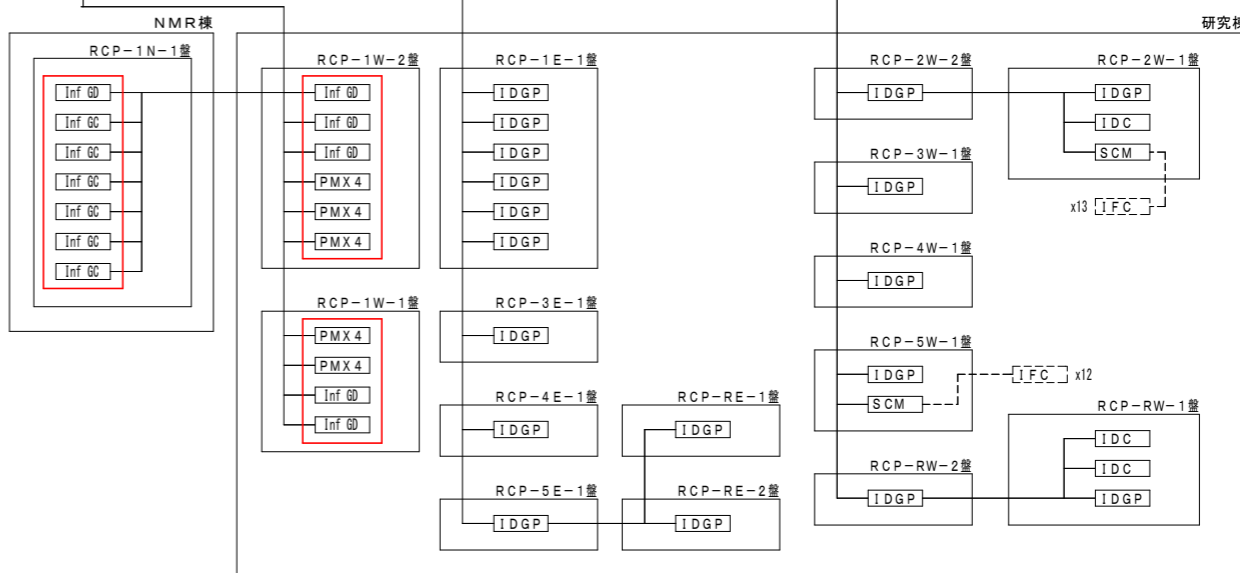 NMR棟
研究棟
RCP-1N-1盤
Inf GD
Inf GC
Inf GC
Inf GC
Inf GC
Inf GC
Inf GC
RCP-1W-2盤
Inf GD
Inf GD
Inf GD
PMX4
PMX4
PMX4
RCP-1W-1盤
PMX4
PMX4
Inf GD
Inf GD
RCP-1E-1盤
IDGP
IDGP
IDGP
IDGP
IDGP
IDGP
RCP-3E-1盤
IDGP
RCP-4E-1盤
IDGP
RCP-5E-1盤
IDGP
RCP-RE-1盤
IDGP
RCP-RE-2盤
IDGP
RCP-2W-2盤
IDGP
RCP-3W-1盤
IDGP
RCP-4W-1盤
IDGP
RCP-5W-1盤
IDGP
SCM
IFC x12
RCP-RW-2盤
IDGP
RCP-2W-1盤
IDGP
IDC
SCM
x13 IFC
RCP-RW-1盤
IDC
IDC
IDGP